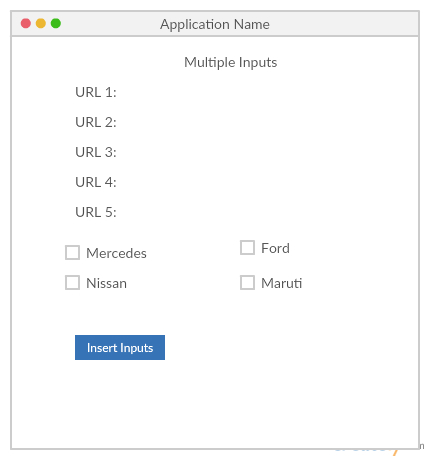 Application Name
Multiple Inputs
URL 1:
URL 2:
URL 3:
URL 4:
URL 5:
Mercedes
Ford
Nissan
Maruti
Insert Inputs